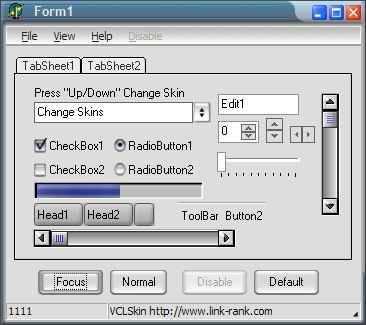 Form1
File View Help Disable
TabSheet1 TabSheet2
Press "Up/Down" Change Skin
Change Skins
Edit1
0
CheckBox1 RadioButton1
CheckBox2 RadioButton2
Head1 Head2
ToolBar Button2
Focus Normal Disable Default
1111 VCLSkin http://www.link-rank.com